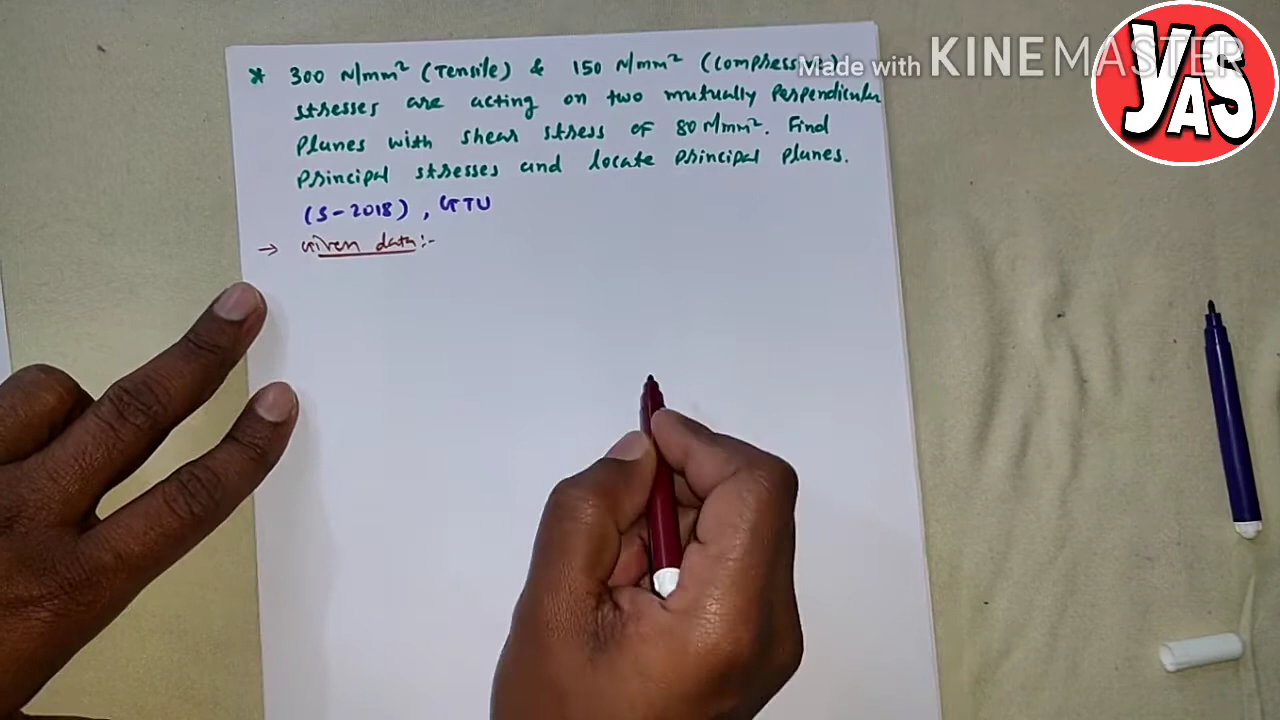 * 300 N/mm² (Tensile) & 150 N/mm² (Compressive)
stresses are acting on two mutually Perpendicular
Planes with shear stress of 80 N/mm². Find
Principal stresses and locate Principal planes.
(S-2018), GTU
→ Given data:-
Made with KINEMASTER
YAS